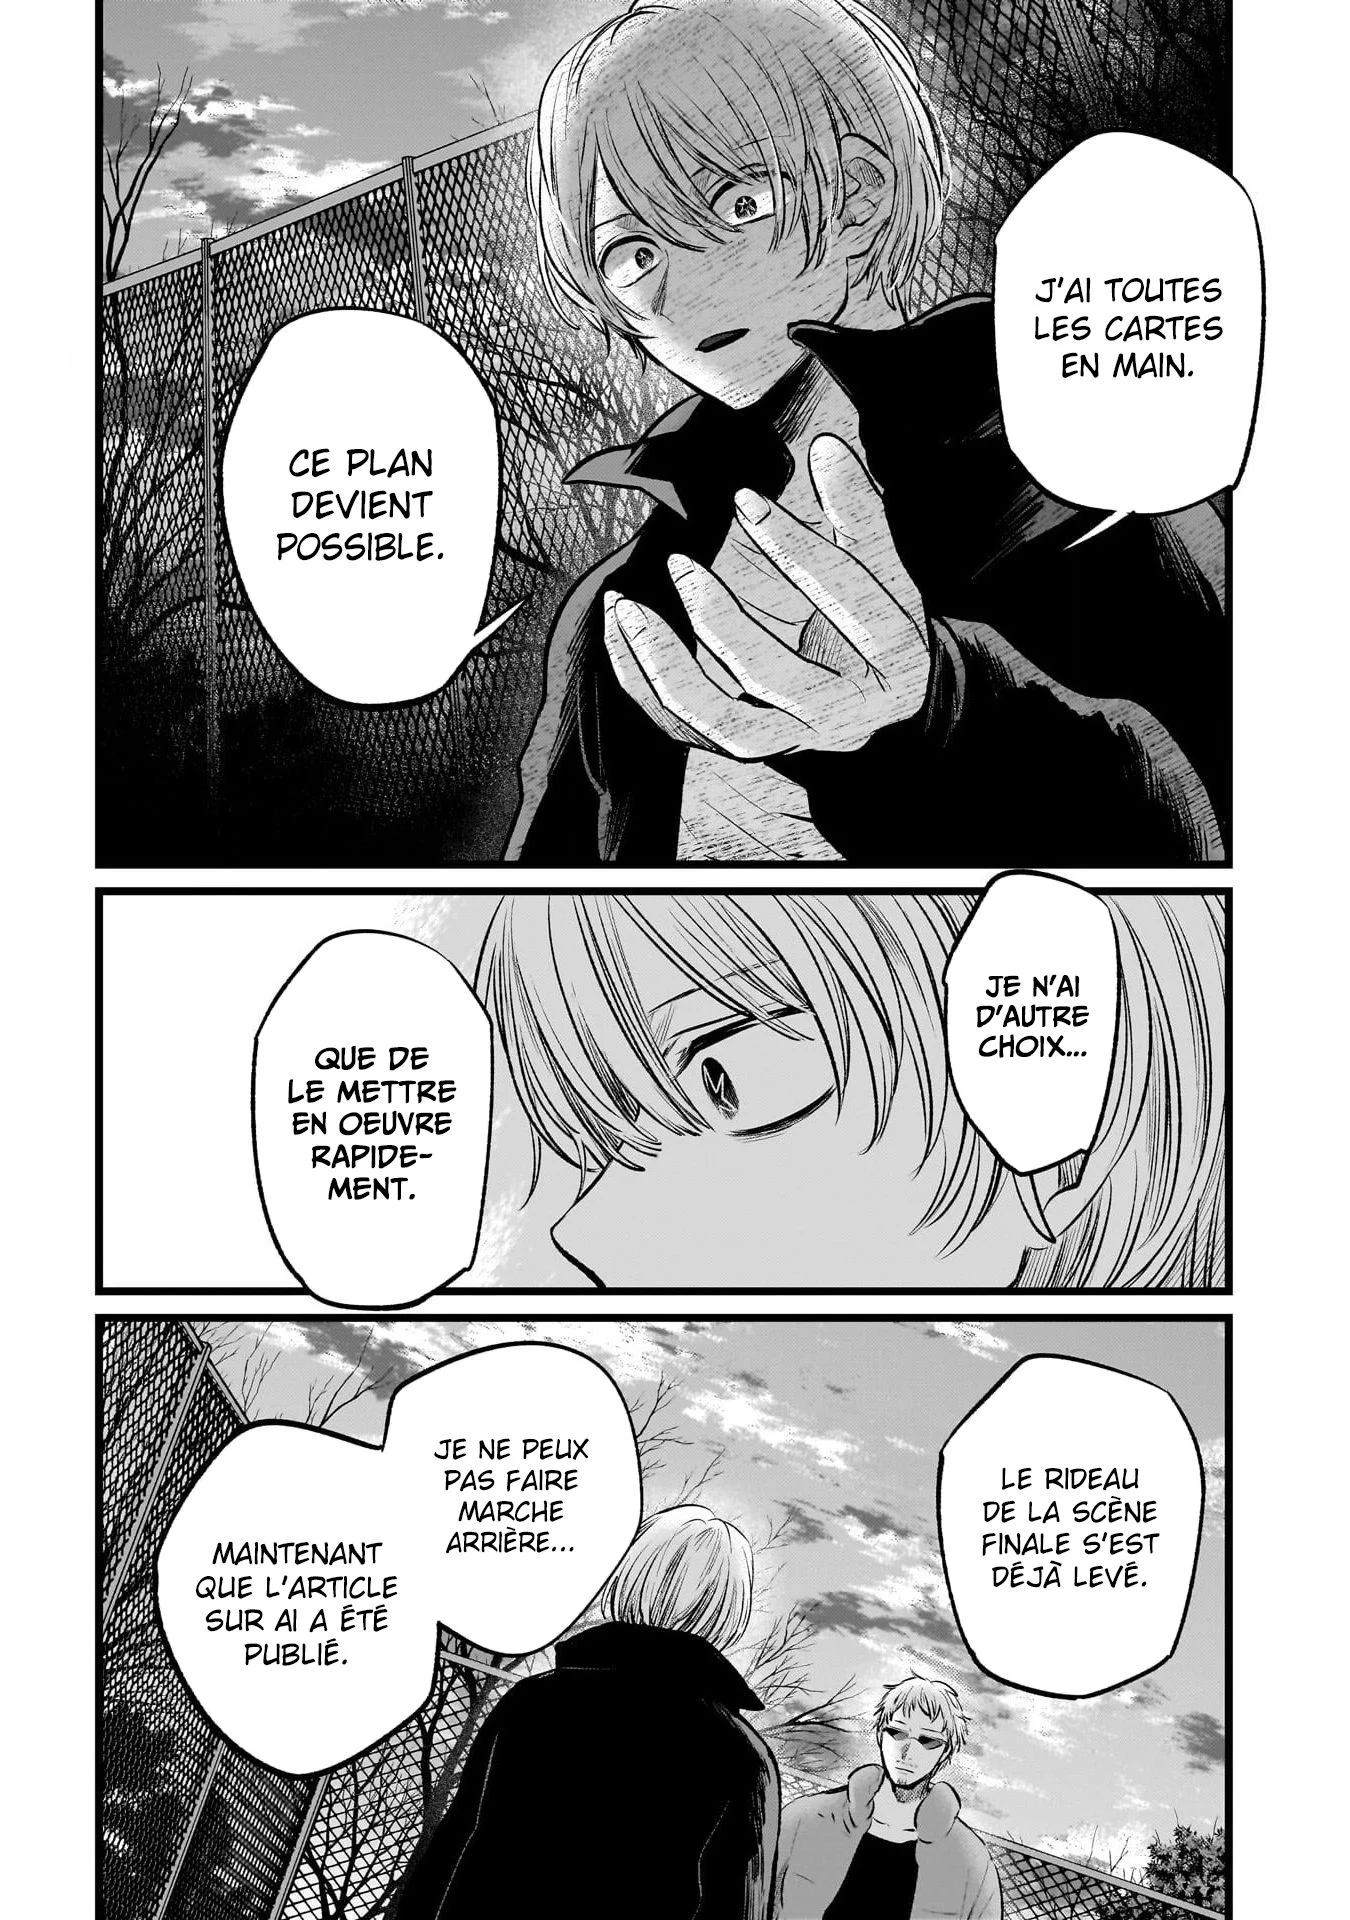 J'AI TOUTES
LES CARTES
EN MAIN.
CE PLAN
DEVIENT
POSSIBLE.
JE N'AI
D'AUTRE
CHOIX...
QUE DE
LE METTRE
EN OEUVRE
RAPIDE-
MENT.
LE RIDEAU
DE LA SCÈNE
FINALE S'EST
DÉJÀ LEVÉ.
JE NE PEUX
PAS FAIRE
MARCHE
ARRIÈRE...
MAINTENANT
QUE L'ARTICLE
SUR AI A ÉTÉ
PUBLIÉ.